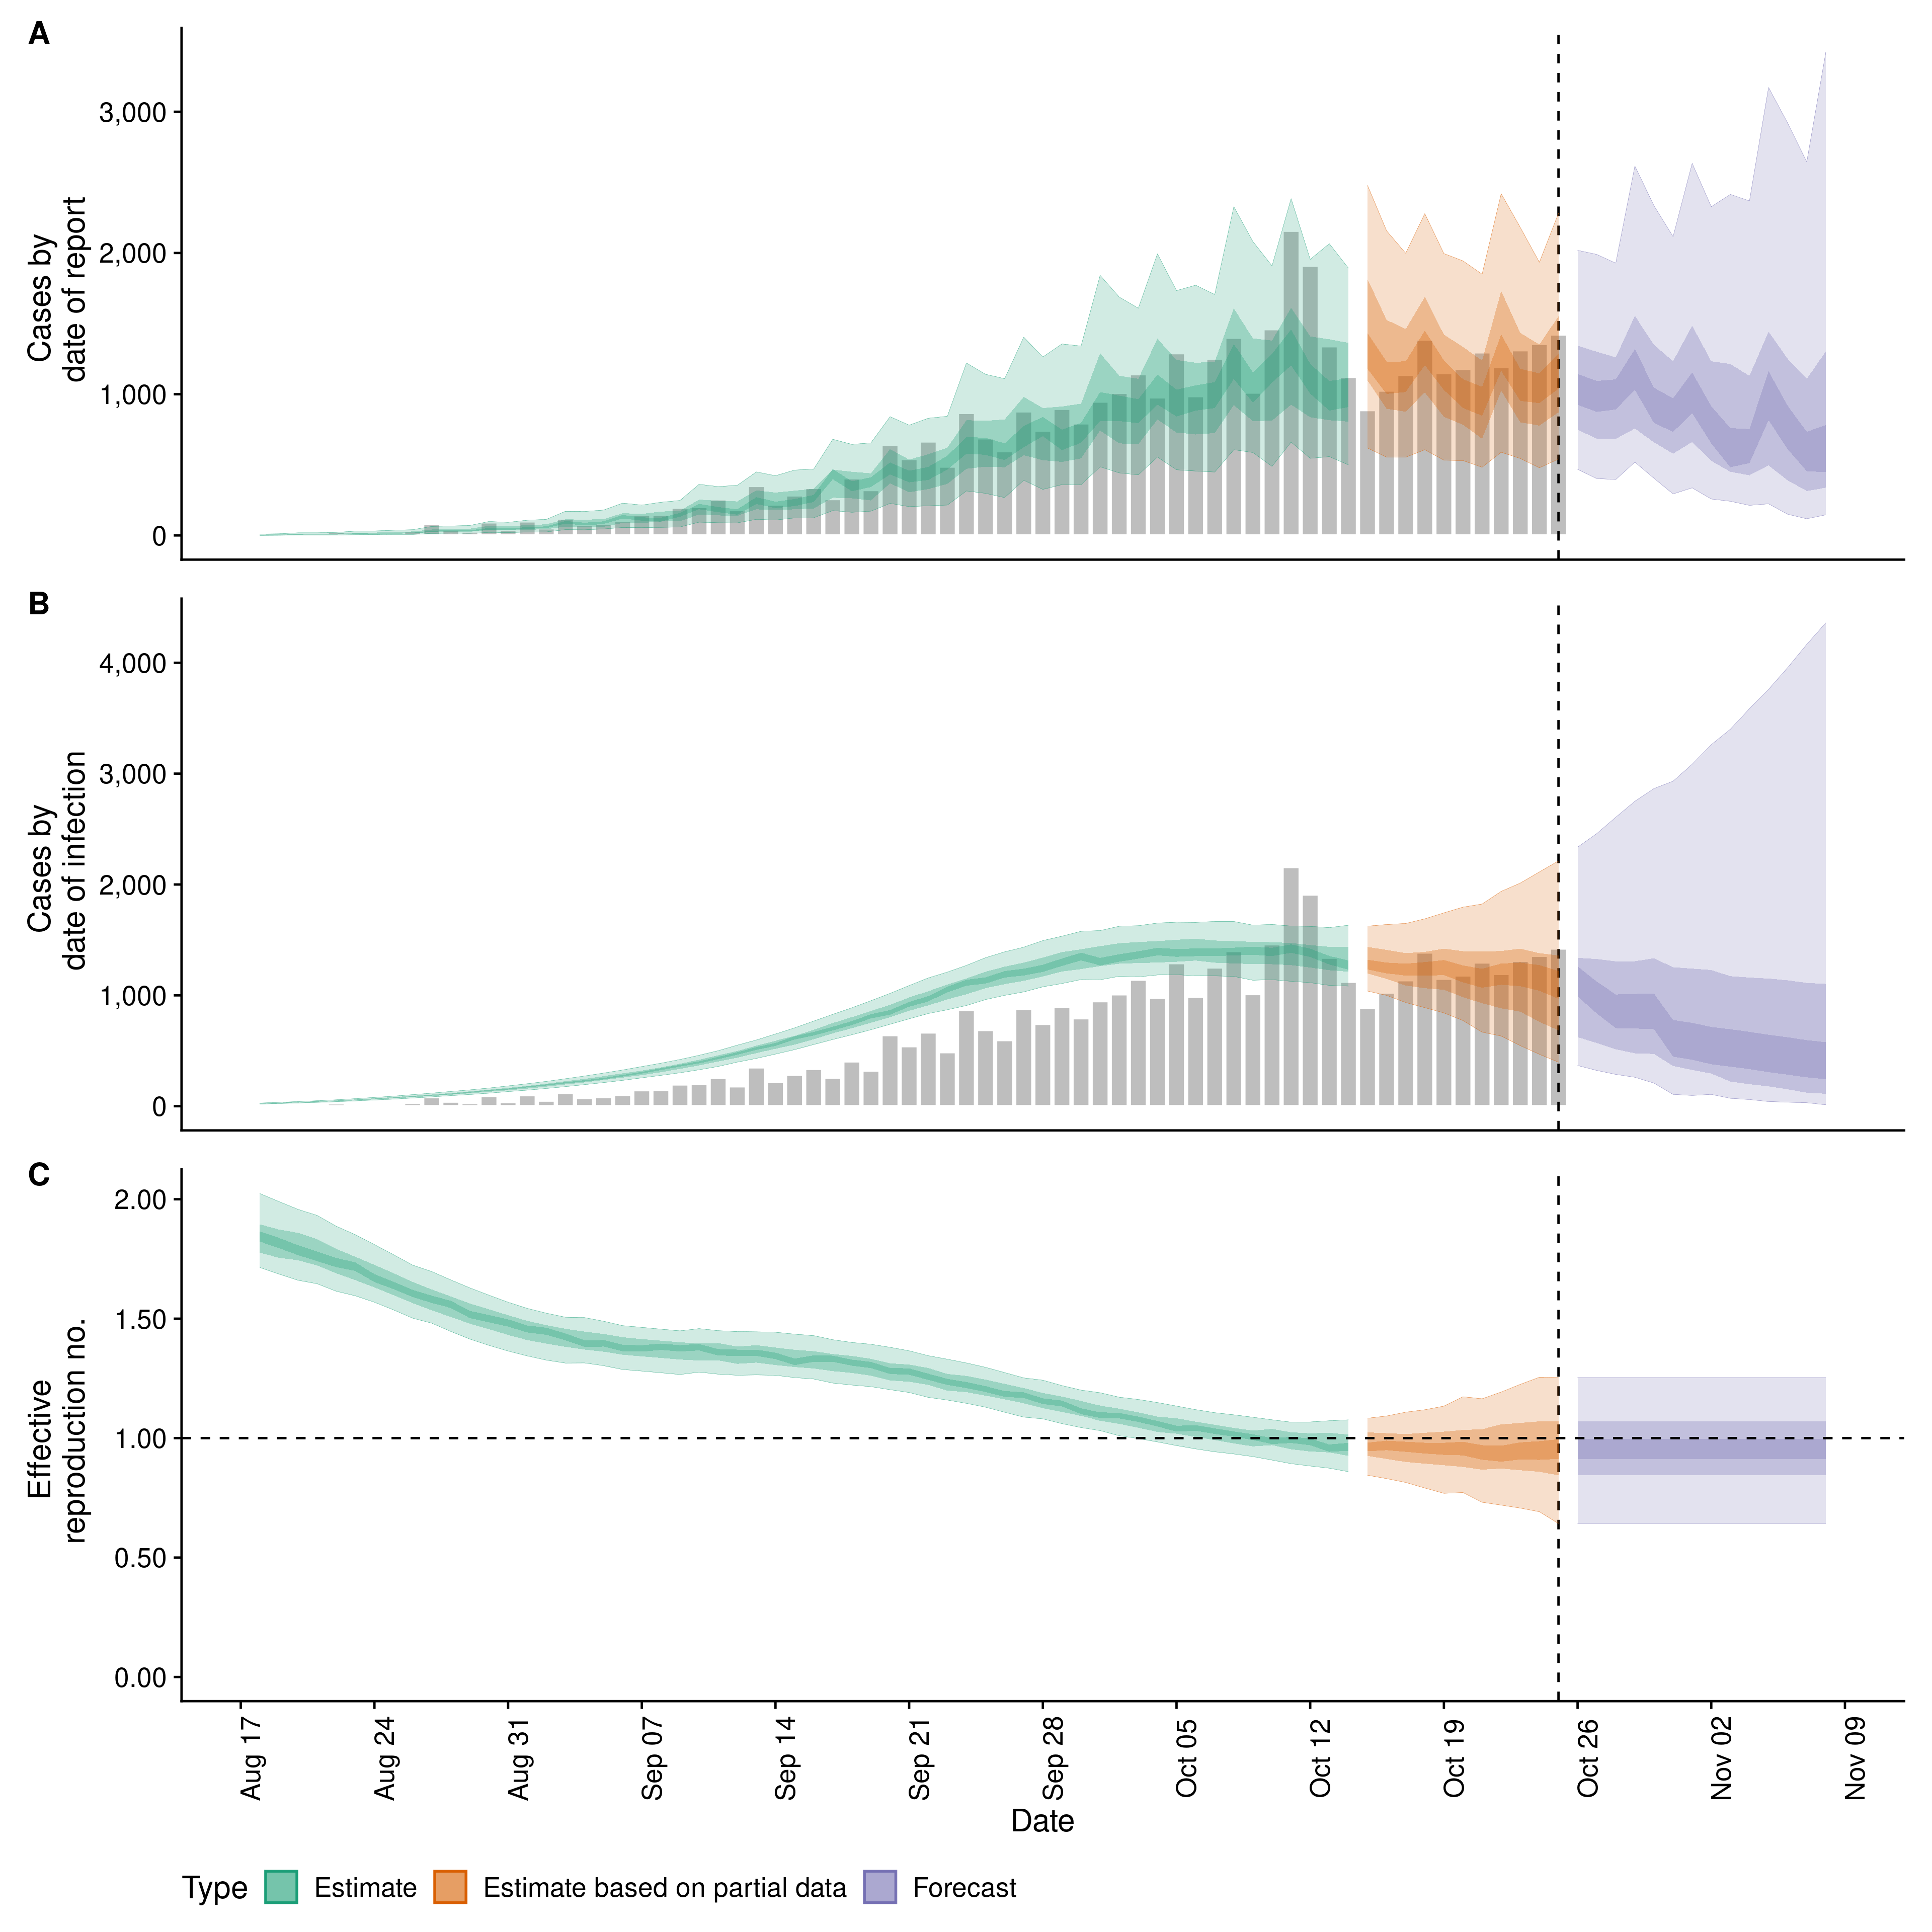 A
Cases by
date of report
3,000
2,000
1,000
0
B
Cases by
date of infection
4,000
3,000
2,000
1,000
0
C
Effective
reproduction no.
2.00
1.50
1.00
0.50
0.00
Aug 17
Aug 24
Aug 31
Sep 07
Sep 14
Sep 21
Sep 28
Oct 05
Oct 12
Oct 19
Oct 26
Nov 02
Nov 09
Date
Type Estimate Estimate based on partial data Forecast